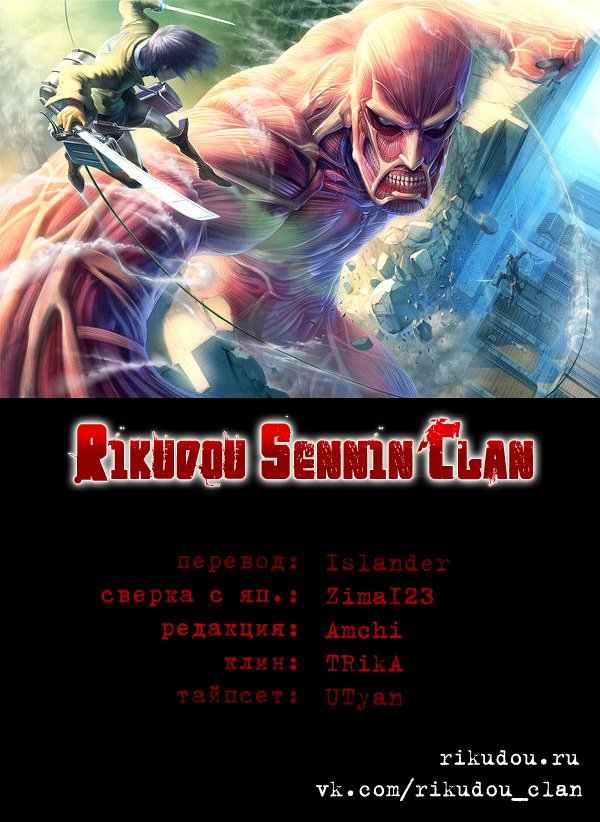 Rikudou Sennin Clan
перевод: Islander
сверка с яп.: Zima123
редакция: Amchi
клин: TRikA
тайпсет: UTyan
rikudou.ru
vk.com/rikudou_clan